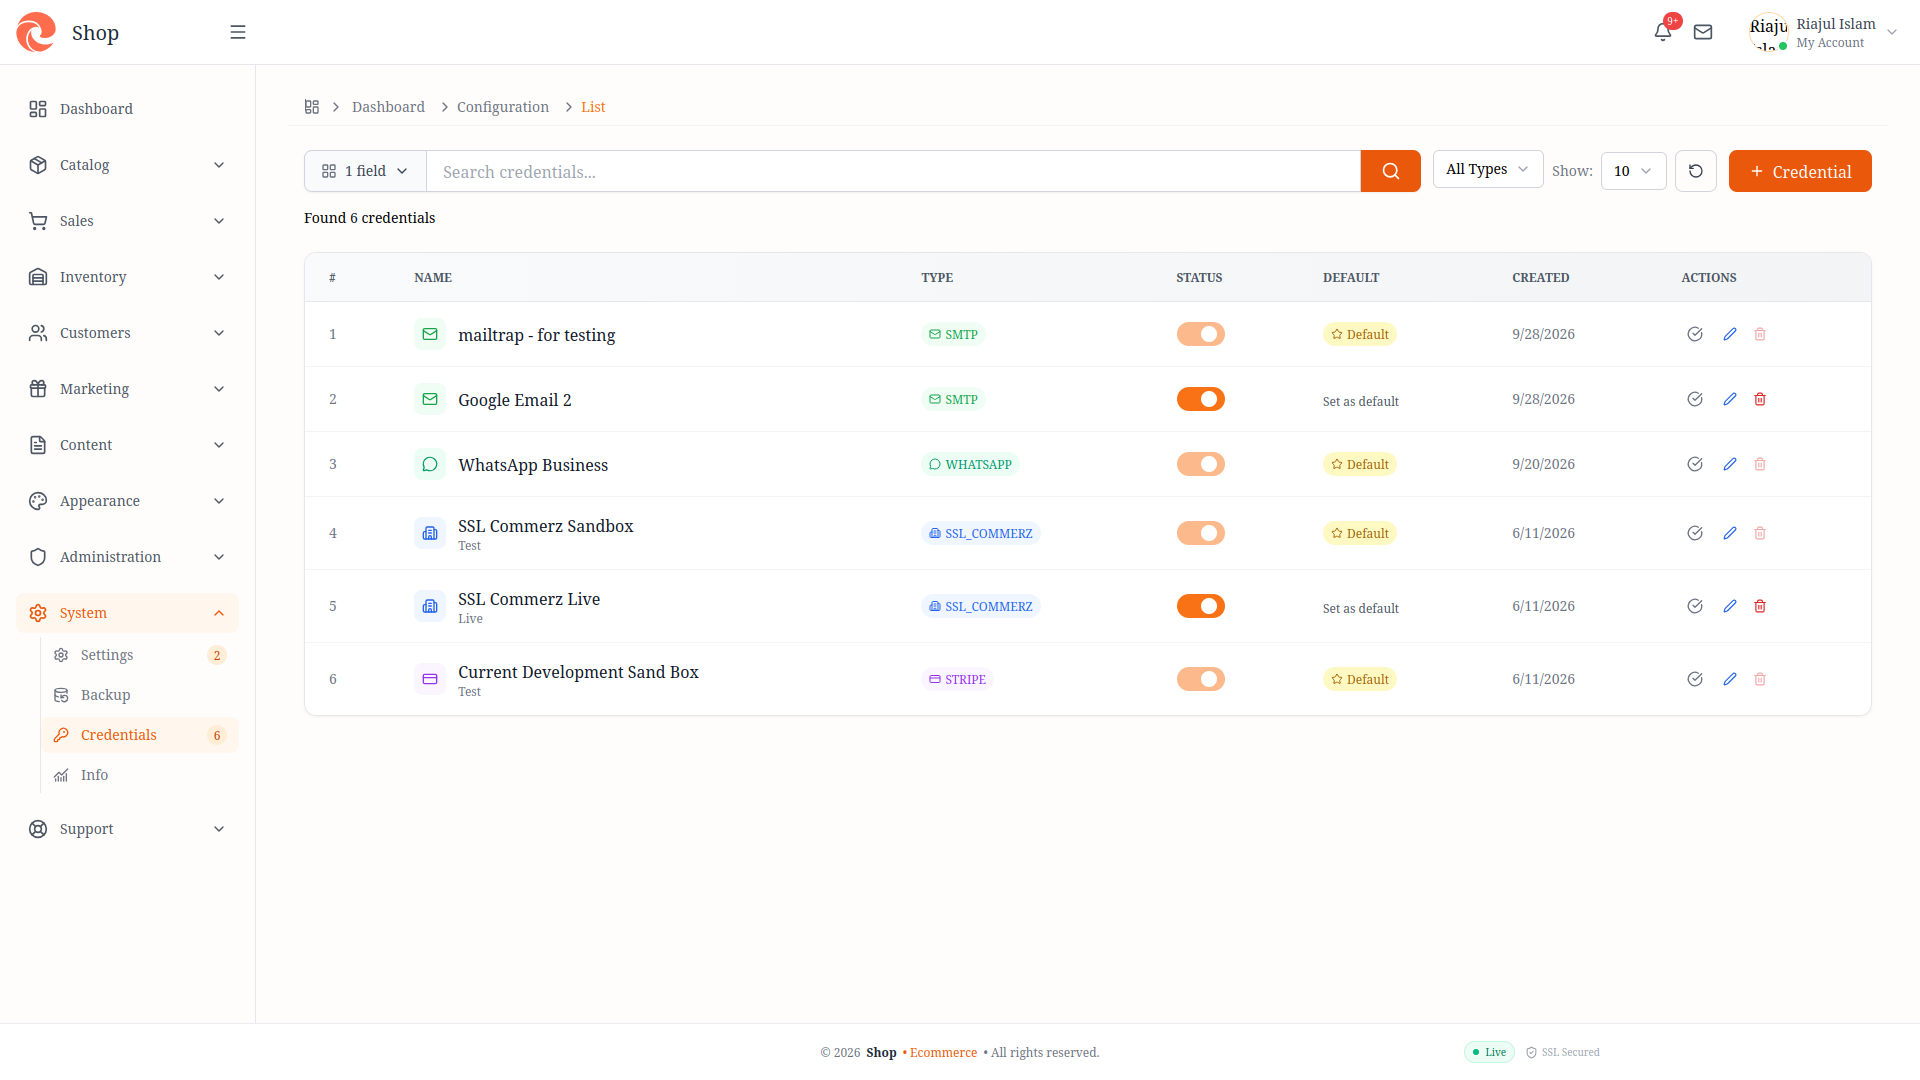 Shop
9+
Riajul Islam
My Account
Dashboard
Catalog
Sales
Inventory
Customers
Marketing
Content
Appearance
Administration
System
Settings 2
Backup
Credentials 6
Info
Support
Dashboard Configuration List
1 field Search credentials... All Types Show: 10 + Credential
Found 6 credentials
# NAME TYPE STATUS DEFAULT CREATED ACTIONS
1 mailtrap - for testing SMTP Default 9/28/2026
2 Google Email 2 SMTP Set as default 9/28/2026
3 WhatsApp Business WHATSAPP Default 9/20/2026
4 SSL Commerz Sandbox SSL_COMMERZ Default 6/11/2026
Test
5 SSL Commerz Live SSL_COMMERZ Set as default 6/11/2026
Live
6 Current Development Sand Box STRIPE Default 6/11/2026
Test
© 2026 Shop • Ecommerce • All rights reserved.
Live SSL Secured